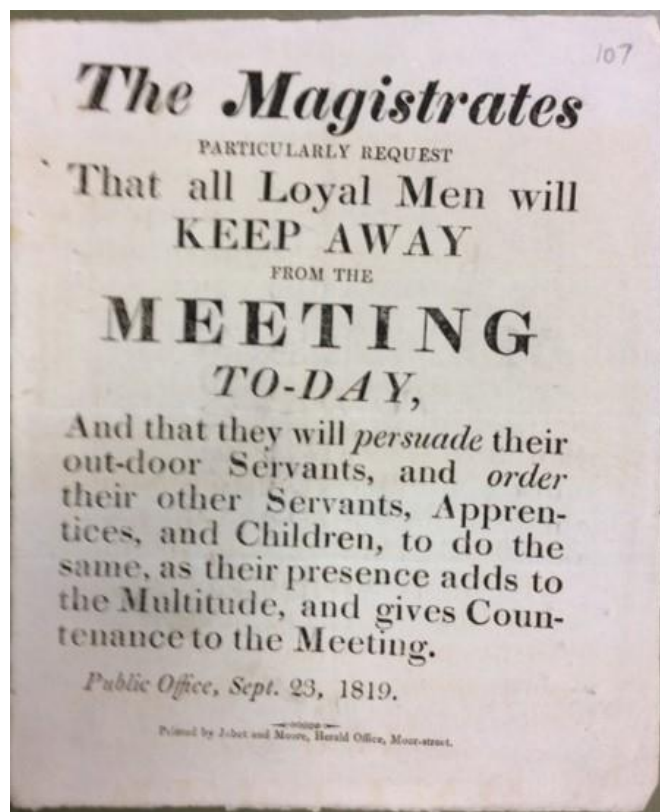 107
The Magistrates
PARTICULARLY REQUEST
That all Loyal Men will
KEEP AWAY
FROM THE
MEETING
TO-DAY,
And that they will persuade their
out-door Servants, and order
their other Servants, Appren-
tices, and Children, to do the
same, as their presence adds to
the Multitude, and gives Coun-
tenance to the Meeting.
Public Office, Sept. 23, 1819.
Printed by Jabet and Moore, Herald Office, Moor-street.